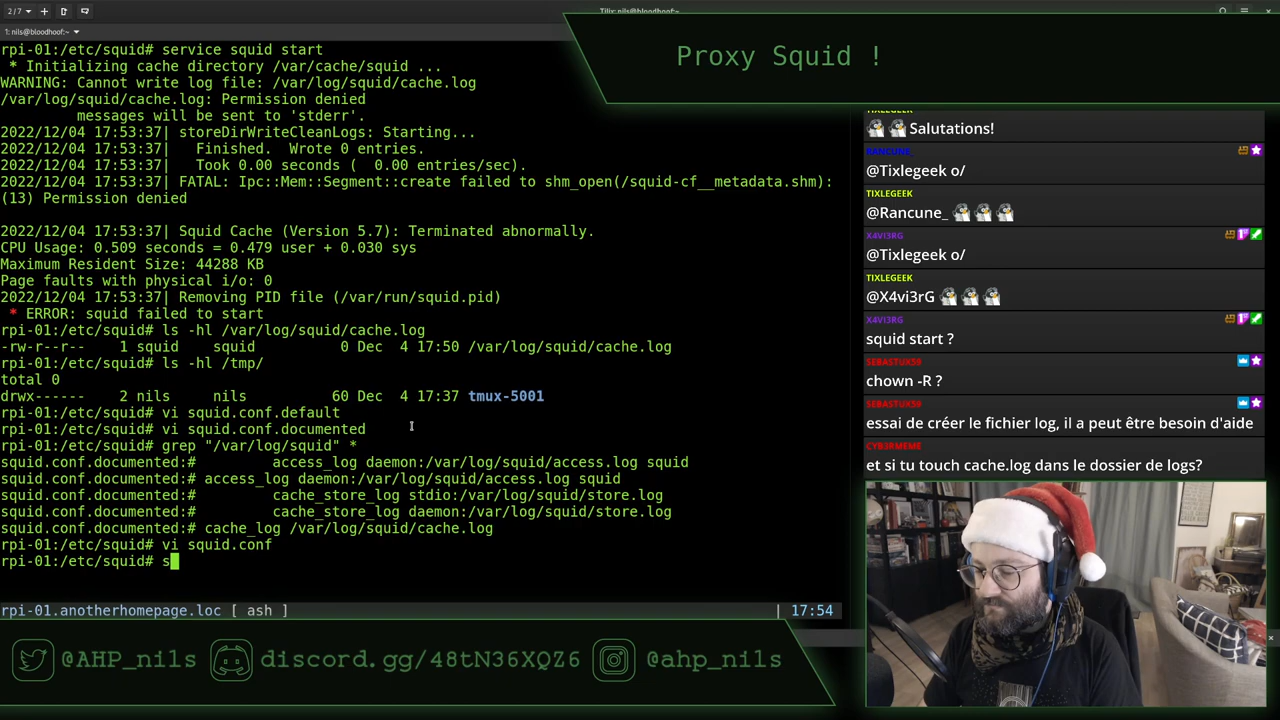 2/7
Tilix: nils@bloodhoof:~
1: nils@bloodhoof:~
rpi-01:/etc/squid# service squid start
* Initializing cache directory /var/cache/squid ...
WARNING: Cannot write log file: /var/log/squid/cache.log
/var/log/squid/cache.log: Permission denied
messages will be sent to 'stderr'.
2022/12/04 17:53:37| storeDirWriteCleanLogs: Starting...
2022/12/04 17:53:37|   Finished.  Wrote 0 entries.
2022/12/04 17:53:37|   Took 0.00 seconds (  0.00 entries/sec).
2022/12/04 17:53:37| FATAL: Ipc::Mem::Segment::create failed to shm_open(/squid-cf__metadata.shm):
(13) Permission denied
2022/12/04 17:53:37| Squid Cache (Version 5.7): Terminated abnormally.
CPU Usage: 0.509 seconds = 0.479 user + 0.030 sys
Maximum Resident Size: 44288 KB
Page faults with physical i/o: 0
2022/12/04 17:53:37| Removing PID file (/var/run/squid.pid)
* ERROR: squid failed to start
rpi-01:/etc/squid# ls -hl /var/log/squid/cache.log
-rw-r--r--    1 squid    squid          0 Dec  4 17:50 /var/log/squid/cache.log
rpi-01:/etc/squid# ls -hl /tmp/
total 0
drwx------    2 nils     nils          60 Dec  4 17:37 tmux-5001
rpi-01:/etc/squid# vi squid.conf.default
rpi-01:/etc/squid# vi squid.conf.documented
rpi-01:/etc/squid# grep "/var/log/squid" *
squid.conf.documented:#         access_log daemon:/var/log/squid/access.log squid
squid.conf.documented:# access_log daemon:/var/log/squid/access.log squid
squid.conf.documented:#         cache_store_log stdio:/var/log/squid/store.log
squid.conf.documented:#         cache_store_log daemon:/var/log/squid/store.log
squid.conf.documented:# cache_log /var/log/squid/cache.log
rpi-01:/etc/squid# vi squid.conf
rpi-01:/etc/squid# s
rpi-01.anotherhomepage.loc [ ash ]
| 17:54
Proxy Squid !
TIXLEGEEK
Salutations!
RANCUNE_
@Tixlegeek o/
TIXLEGEEK
@Rancune_
X4VI3RG
@Tixlegeek o/
TIXLEGEEK
@X4vi3rG
X4VI3RG
squid start ?
SEBASTUX59
chown -R ?
SEBASTUX59
essai de créer le fichier log, il a peut être besoin d'aide
CYB3RMEME
et si tu touch cache.log dans le dossier de logs?
@AHP_nils
discord.gg/48tN36XQZ6
@ahp_nils